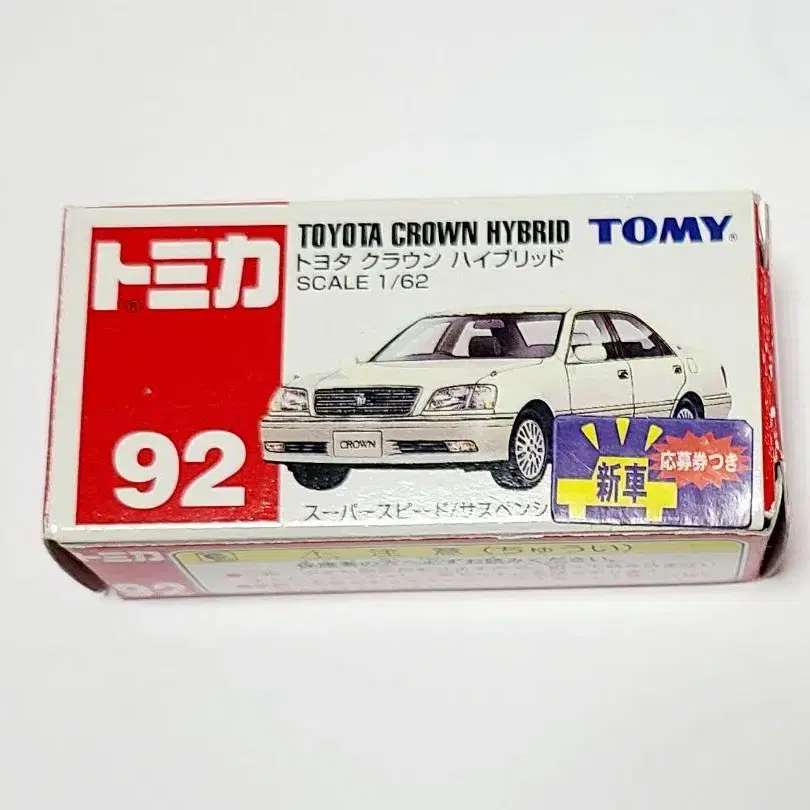 トミカ®
92
TOYOTA CROWN HYBRID
トヨタ クラウン ハイブリッド
SCALE 1/62
TOMY®
CROWN
スーパースピード/サスペンシ
新車
応募券つき
トミカ
92
注意(ちゅうい)